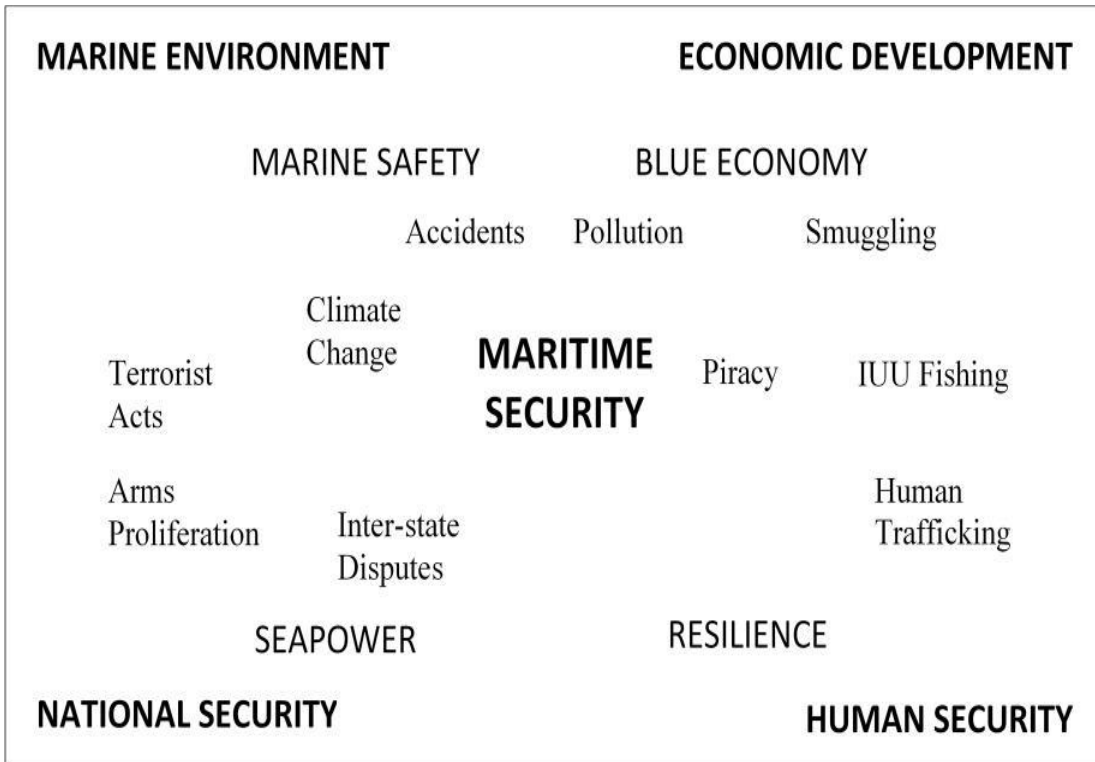 MARINE ENVIRONMENT
ECONOMIC DEVELOPMENT
MARINE SAFETY
BLUE ECONOMY
Accidents
Pollution
Smuggling
Climate
Change
MARITIME
SECURITY
Piracy
IUU Fishing
Terrorist
Acts
Arms
Proliferation
Inter-state
Disputes
Human
Trafficking
SEAPOWER
RESILIENCE
NATIONAL SECURITY
HUMAN SECURITY